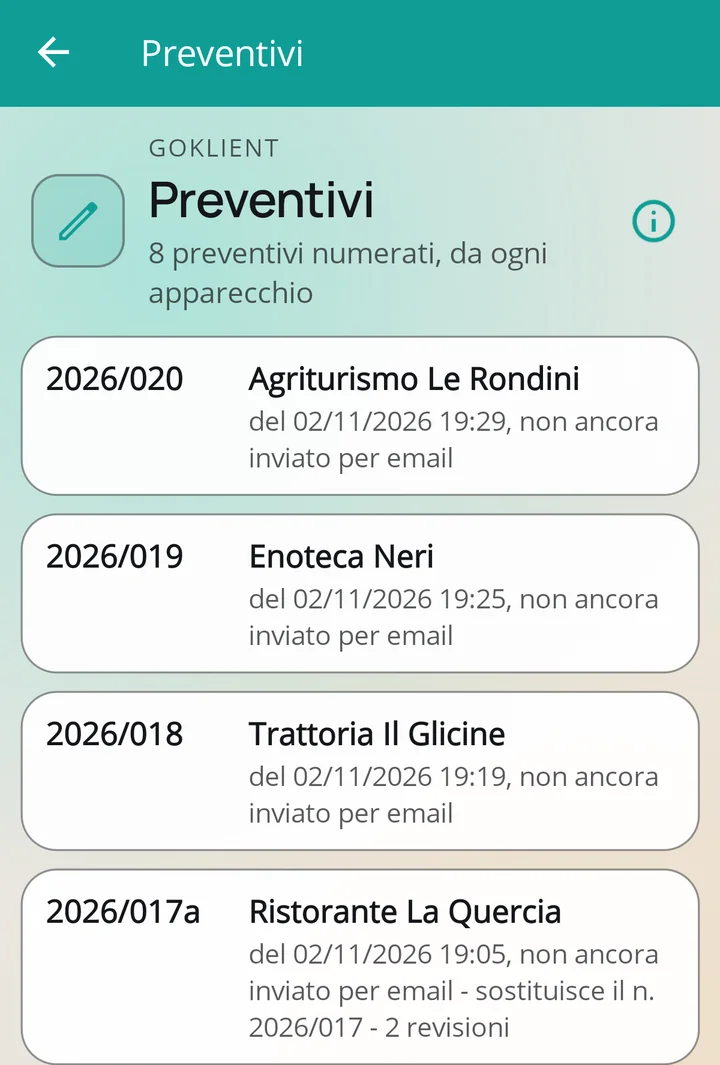 Preventivi
GOKLIENT
Preventivi
8 preventivi numerati, da ogni
apparecchio
2026/020
Agriturismo Le Rondini
del 02/11/2026 19:29, non ancora
inviato per email
2026/019
Enoteca Neri
del 02/11/2026 19:25, non ancora
inviato per email
2026/018
Trattoria Il Glicine
del 02/11/2026 19:19, non ancora
inviato per email
2026/017a
Ristorante La Quercia
del 02/11/2026 19:05, non ancora
inviato per email - sostituisce il n.
2026/017 - 2 revisioni